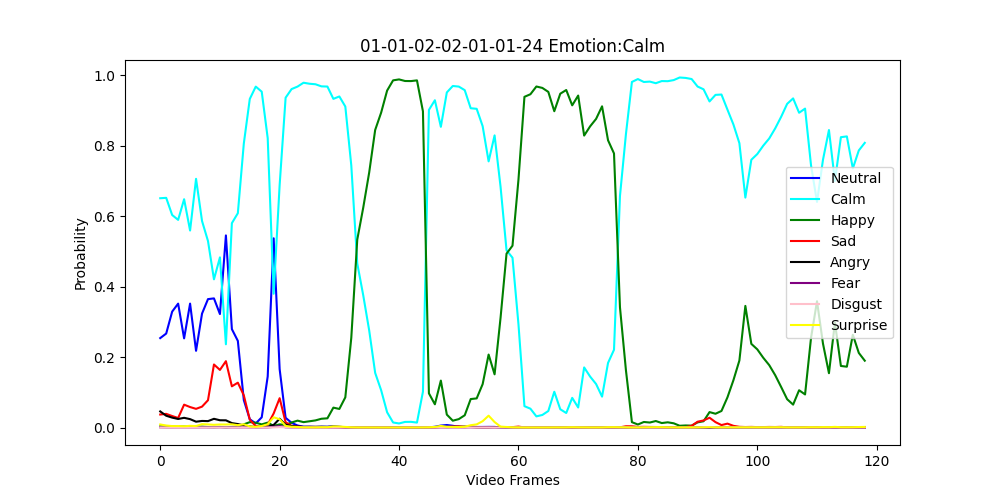 01-01-02-02-01-01-24 Emotion:Calm
Probability
1.0
0.8
0.6
0.4
0.2
0.0
0
20
40
60
80
100
120
Video Frames
Neutral
Calm
Happy
Sad
Angry
Fear
Disgust
Surprise